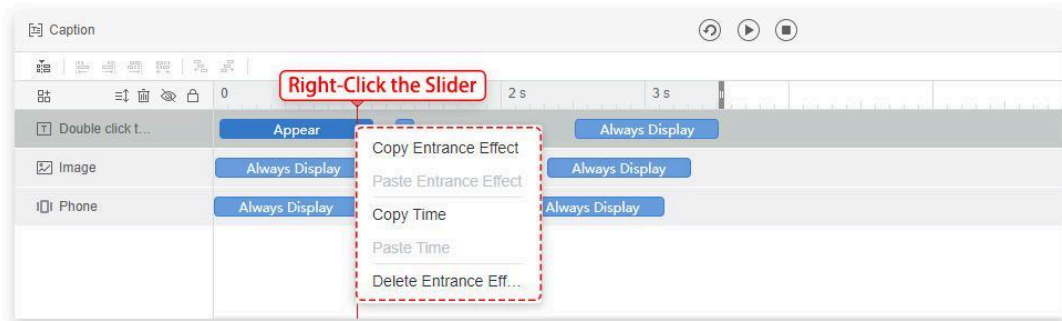 Caption
Right-Click the Slider
0
2 s
3 s
Double click t...
Appear
Always Display
Copy Entrance Effect
Image
Always Display
Always Display
Paste Entrance Effect
Phone
Always Display
Always Display
Copy Time
Paste Time
Delete Entrance Eff...